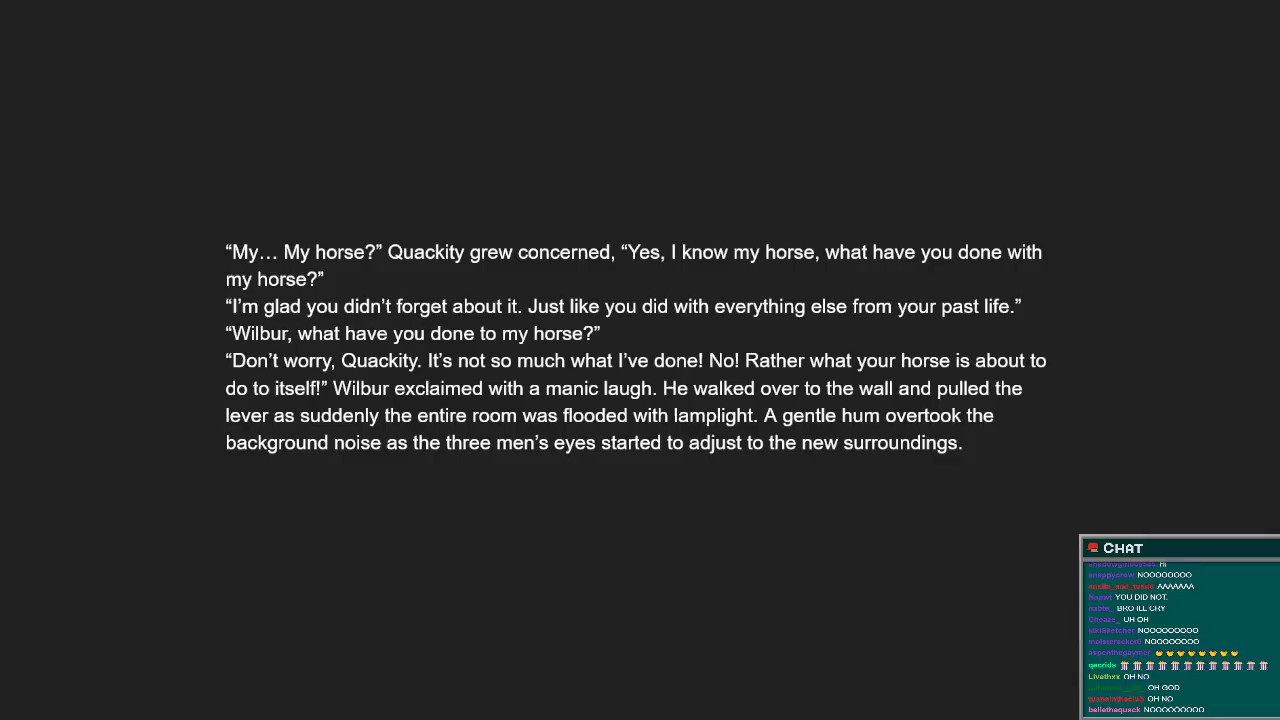 “My… My horse?” Quackity grew concerned, “Yes, I know my horse, what have you done with
my horse?”
“I’m glad you didn’t forget about it. Just like you did with everything else from your past life.”
“Wilbur, what have you done to my horse?”
“Don’t worry, Quackity. It’s not so much what I’ve done! No! Rather what your horse is about to
do to itself!” Wilbur exclaimed with a manic laugh. He walked over to the wall and pulled the
lever as suddenly the entire room was flooded with lamplight. A gentle hum overtook the
background noise as the three men’s eyes started to adjust to the new surroundings.
CHAT
Hi
NOOOOOOOO
AAAAAAA
YOU DID NOT.
BRO ILL CRY
UH OH
NOOOOOOOOO
NOOOOOOOO
qecrids
Livethxx OH NO
OH GOD
OH NO
bellathequack NOOOOOOOOO